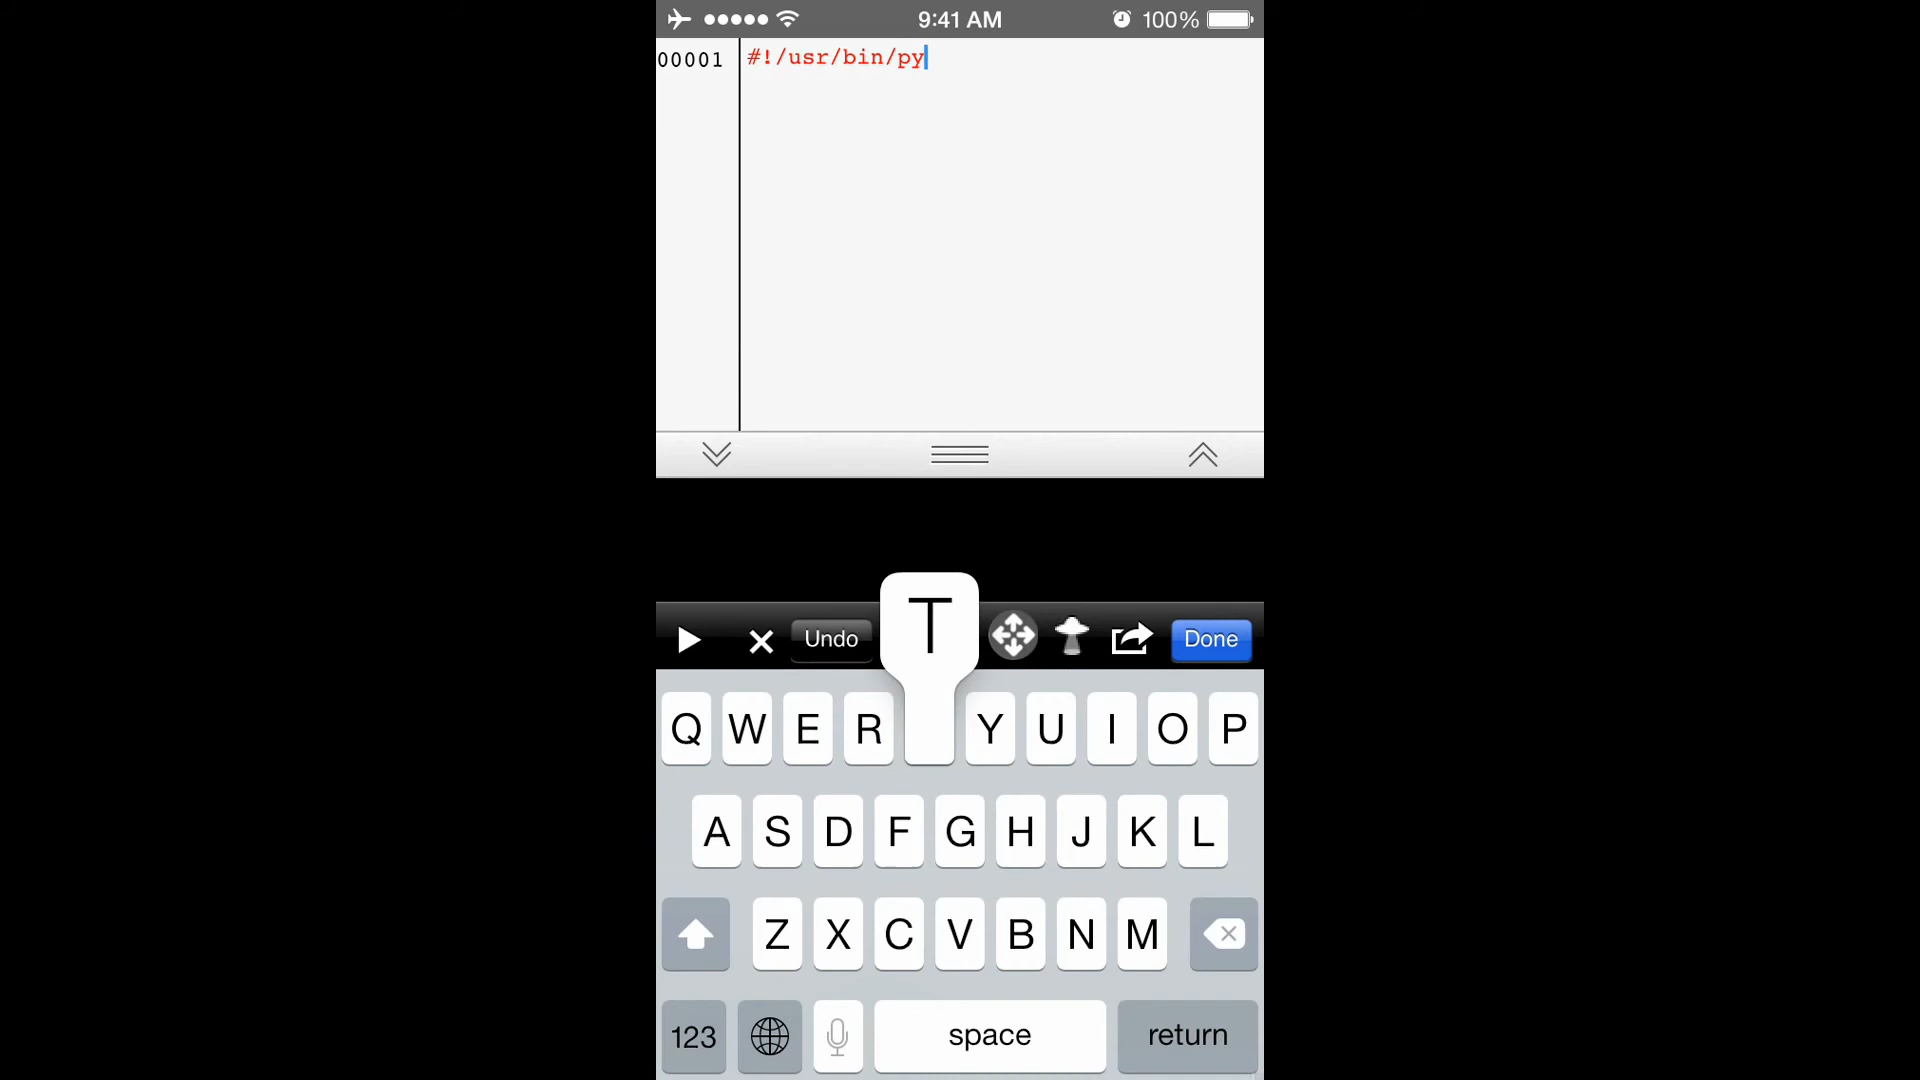 9:41 AM 100%
00001 #!/usr/bin/py
Undo T Done
Q W E R Y U I O P
A S D F G H J K L
Z X C V B N M
123 space return